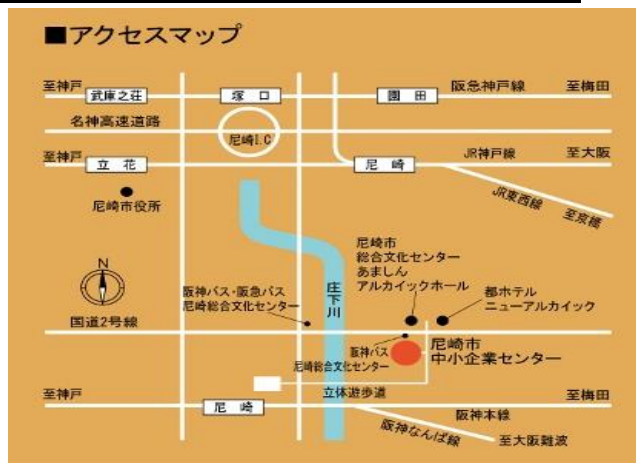 ■アクセスマップ
至神戸
武庫之荘
塚口
園田
阪急神戸線
至梅田
名神高速道路
尼崎I.C
至神戸
立花
尼崎
JR神戸線
至大阪
JR東西線
至京橋
尼崎市役所
N
国道2号線
阪神バス・阪急バス
尼崎総合文化センター
庄下川
尼崎市
総合文化センター
あましん
アルカイックホール
都ホテル
ニューアルカイック
阪神バス
尼崎総合文化センター
尼崎市
中小企業センター
立体遊歩道
至神戸
尼崎
阪神本線
至梅田
阪神なんば線
至大阪難波